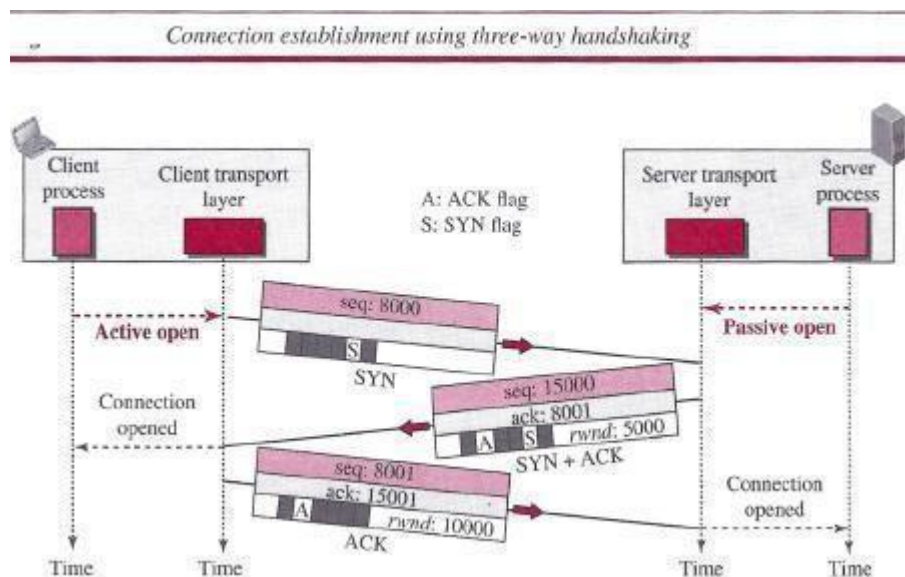 Connection establishment using three-way handshaking
Client
process
Client transport
layer
A: ACK flag
S: SYN flag
Server transport
layer
Server
process
Active open
seq: 8000
S
SYN
Passive open
seq: 15000
ack: 8001
A S rwnd: 5000
SYN + ACK
Connection
opened
seq: 8001
ack: 15001
A rwnd: 10000
ACK
Connection
opened
Time
Time
Time
Time